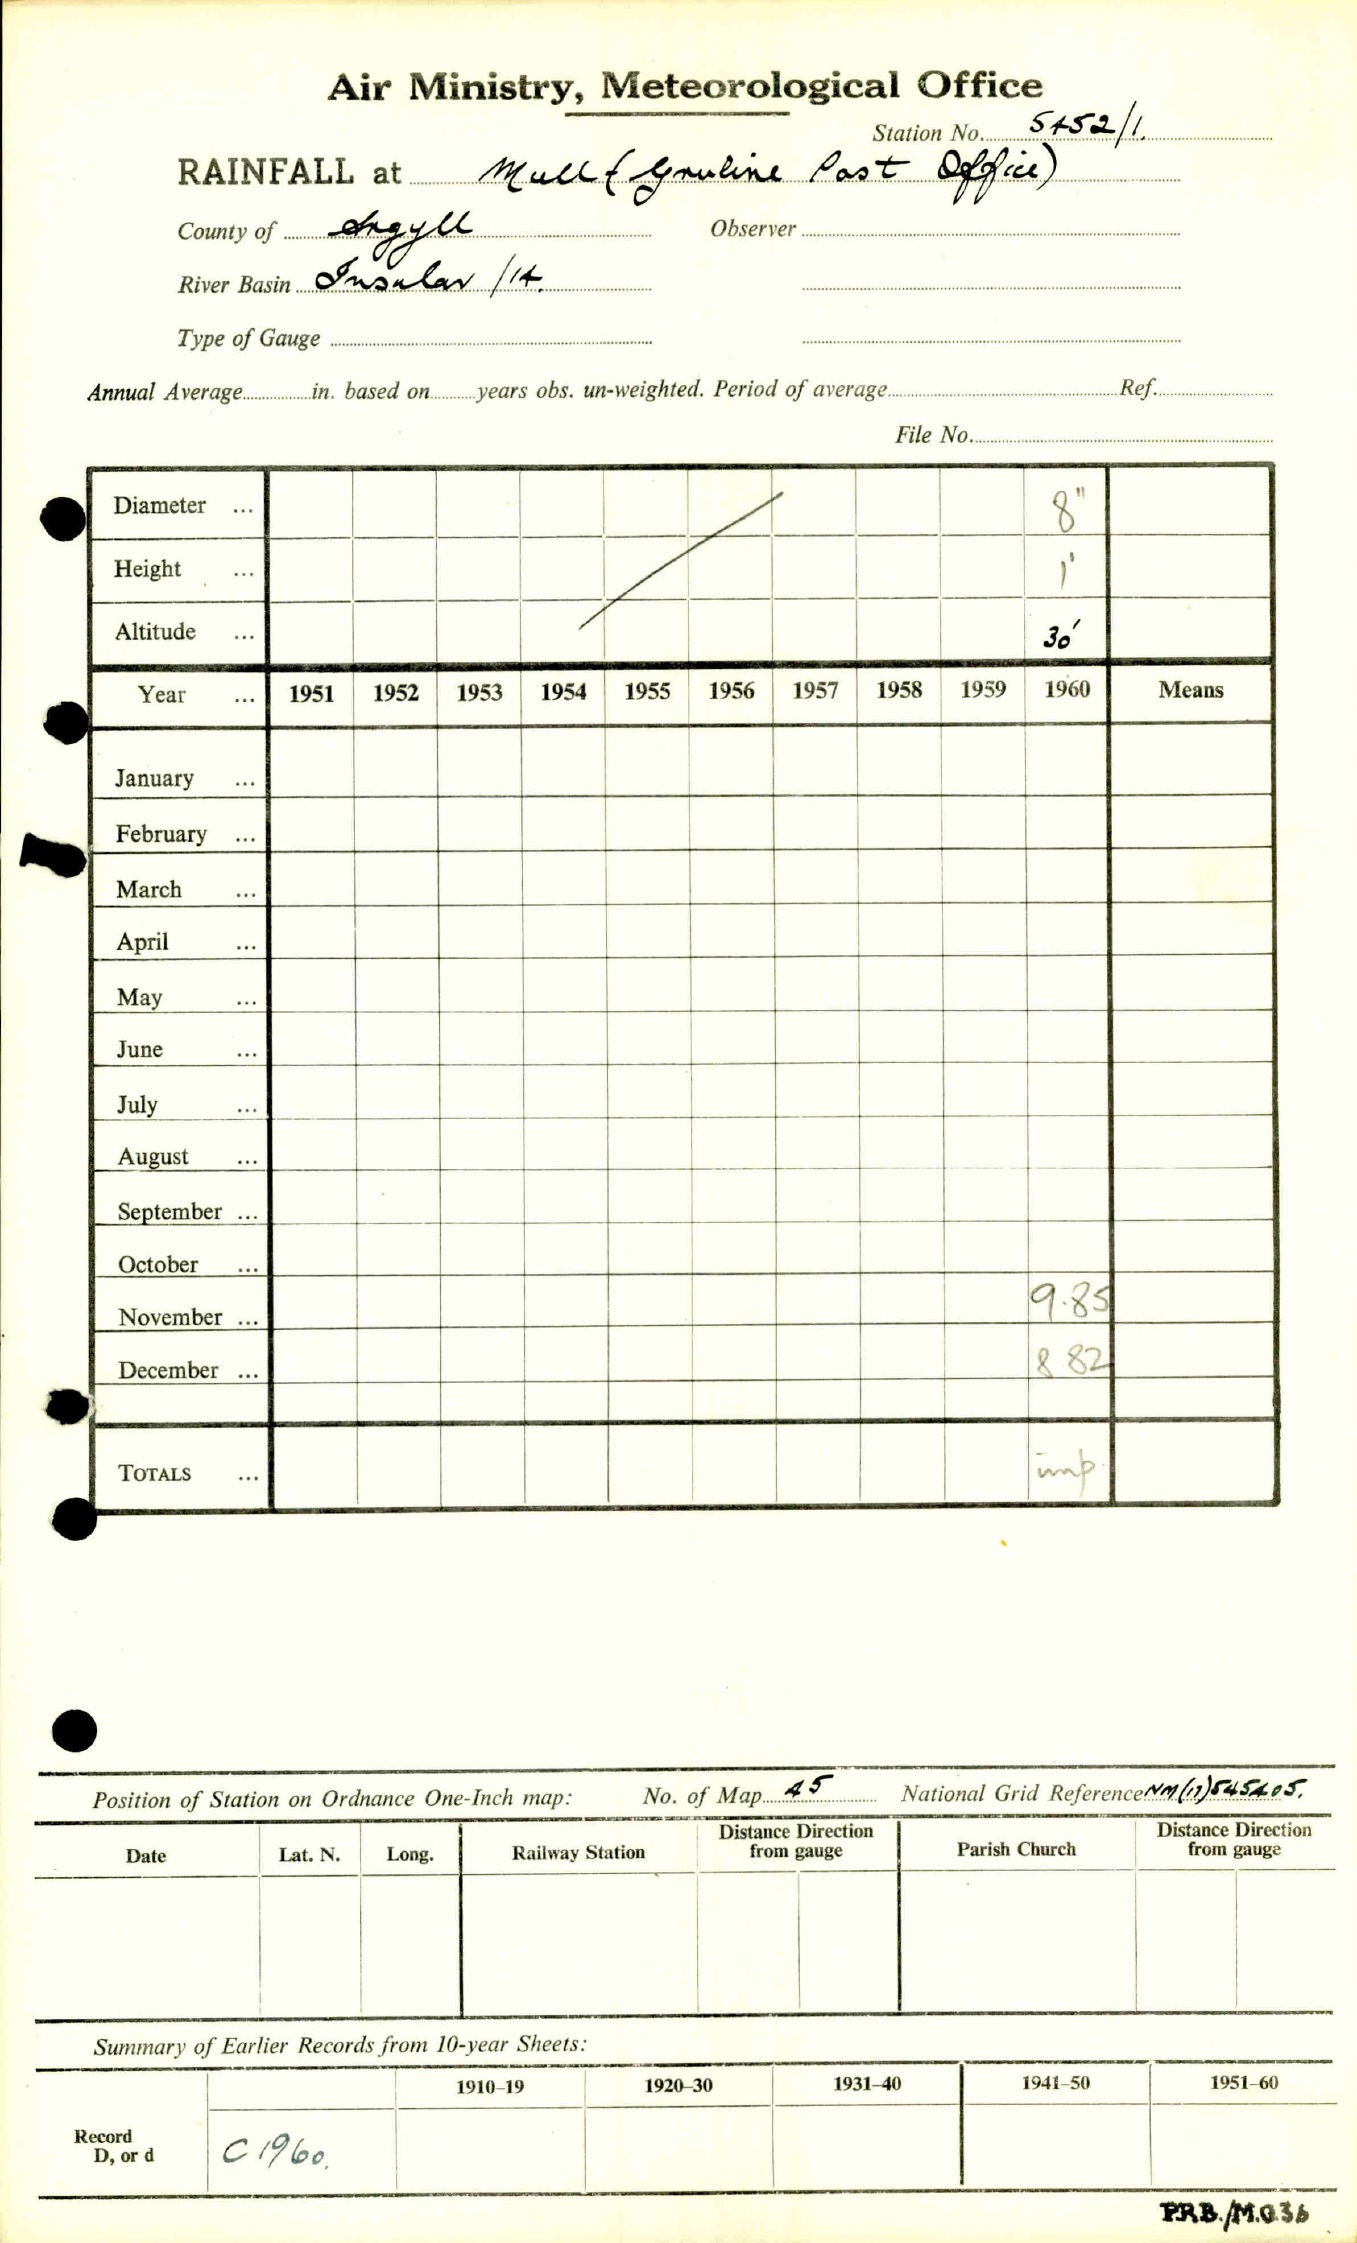 Air Ministry, Meteorological Office
Station No. 5452/1.
RAINFALL at Mull (Gruline Post Office)
County of Argyll Observer
River Basin Insular /14.
Type of Gauge
Annual Average in. based on years obs. un-weighted. Period of average Ref.
File No.
Diameter ... 8"
Height ... 1'
Altitude ... 30'
Year ... 1951 1952 1953 1954 1955 1956 1957 1958 1959 1960 Means
January ...
February ...
March ...
April ...
May ...
June ...
July ...
August ...
September ...
October ...
November ... 9.85
December ... 8 82
TOTALS ... imp.
Position of Station on Ordnance One-Inch map: No. of Map 45 National Grid Reference NM(17)545405.
Date Lat. N. Long. Railway Station Distance Direction from gauge Parish Church Distance Direction from gauge
Summary of Earlier Records from 10-year Sheets:
1910–19 1920–30 1931–40 1941–50 1951–60
Record
D, or d C 1960.
P.R.B./M.O.36